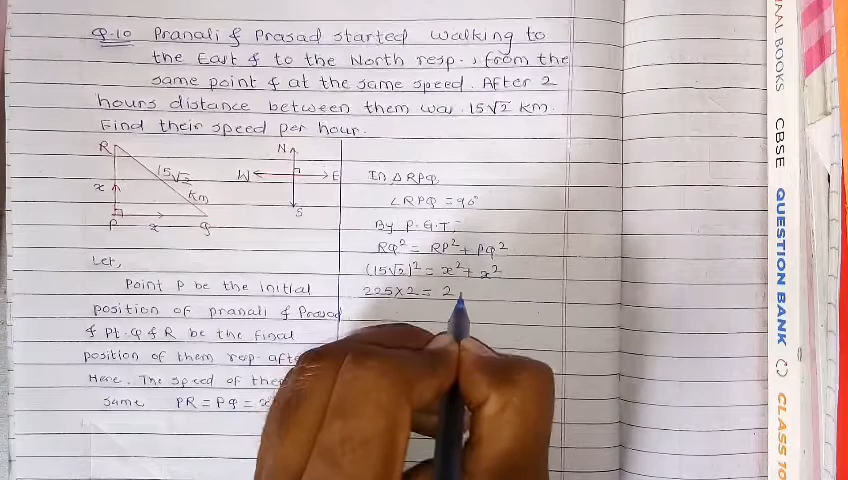 Q.10 Pranali & Prasad started walking to
the East & to the North resp., from the
same point & at the same speed. After 2
hours distance between them was 15√2 km.
Find their speed per hour.
R
15√2
km
x
P
x
Q
N
W
E
S
Let,
Point P be the initial
position of pranali & Prasad
& Pt. Q & R be the final
position of them resp. afte
Here, The speed of the
same PR = PQ = x
In △RPQ,
∠RPQ = 90°
By P.G.T.
RQ² = RP² + PQ²
(15√2)² = x² + x²
225×2 = 2
CBSE QUESTION BANK
CLASS 10